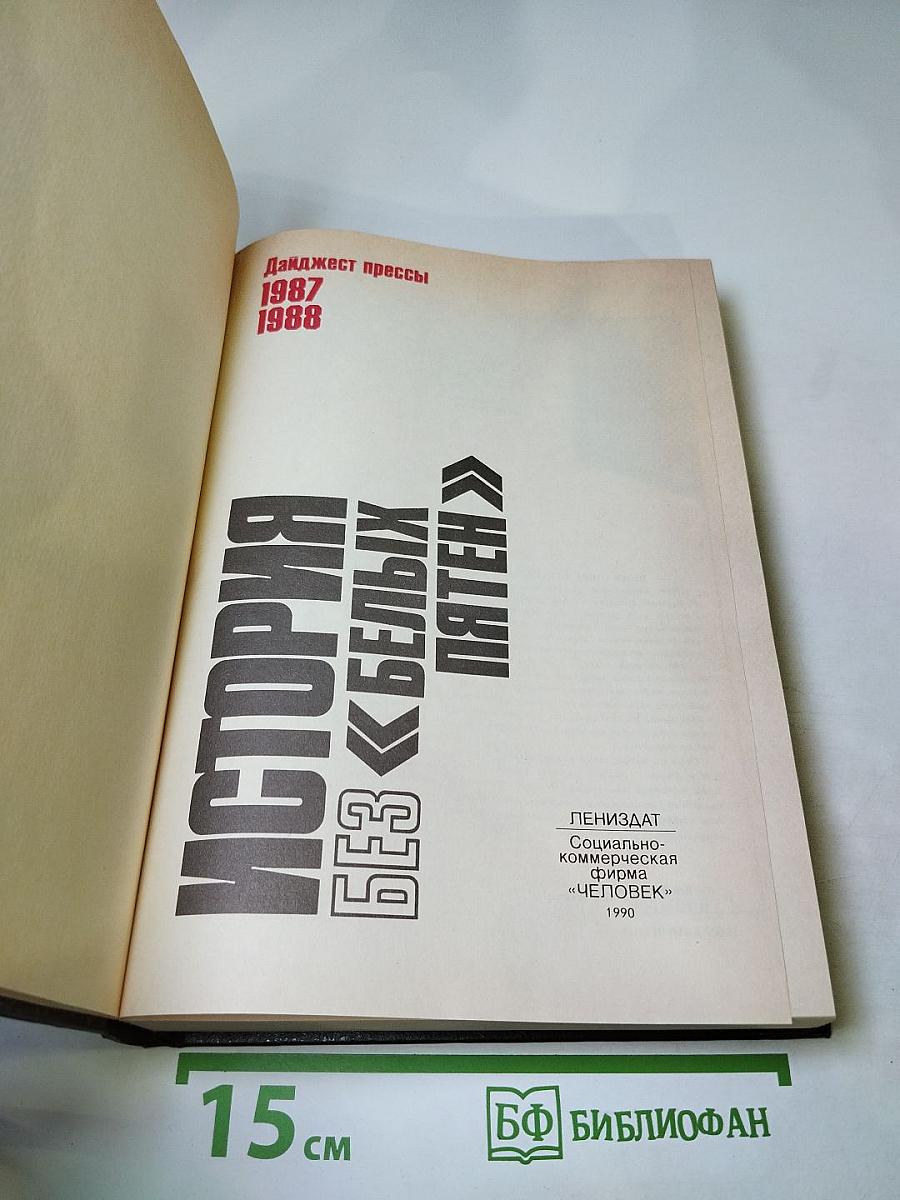 Дайджест прессы
1987
1988
ИСТОРИЯ
БЕЗ «БЕЛЫХ
ПЯТЕН»
ЛЕНИЗДАТ
Социально-
коммерческая
фирма
«ЧЕЛОВЕК»
1990
15 см
БФ БИБЛИОФАН